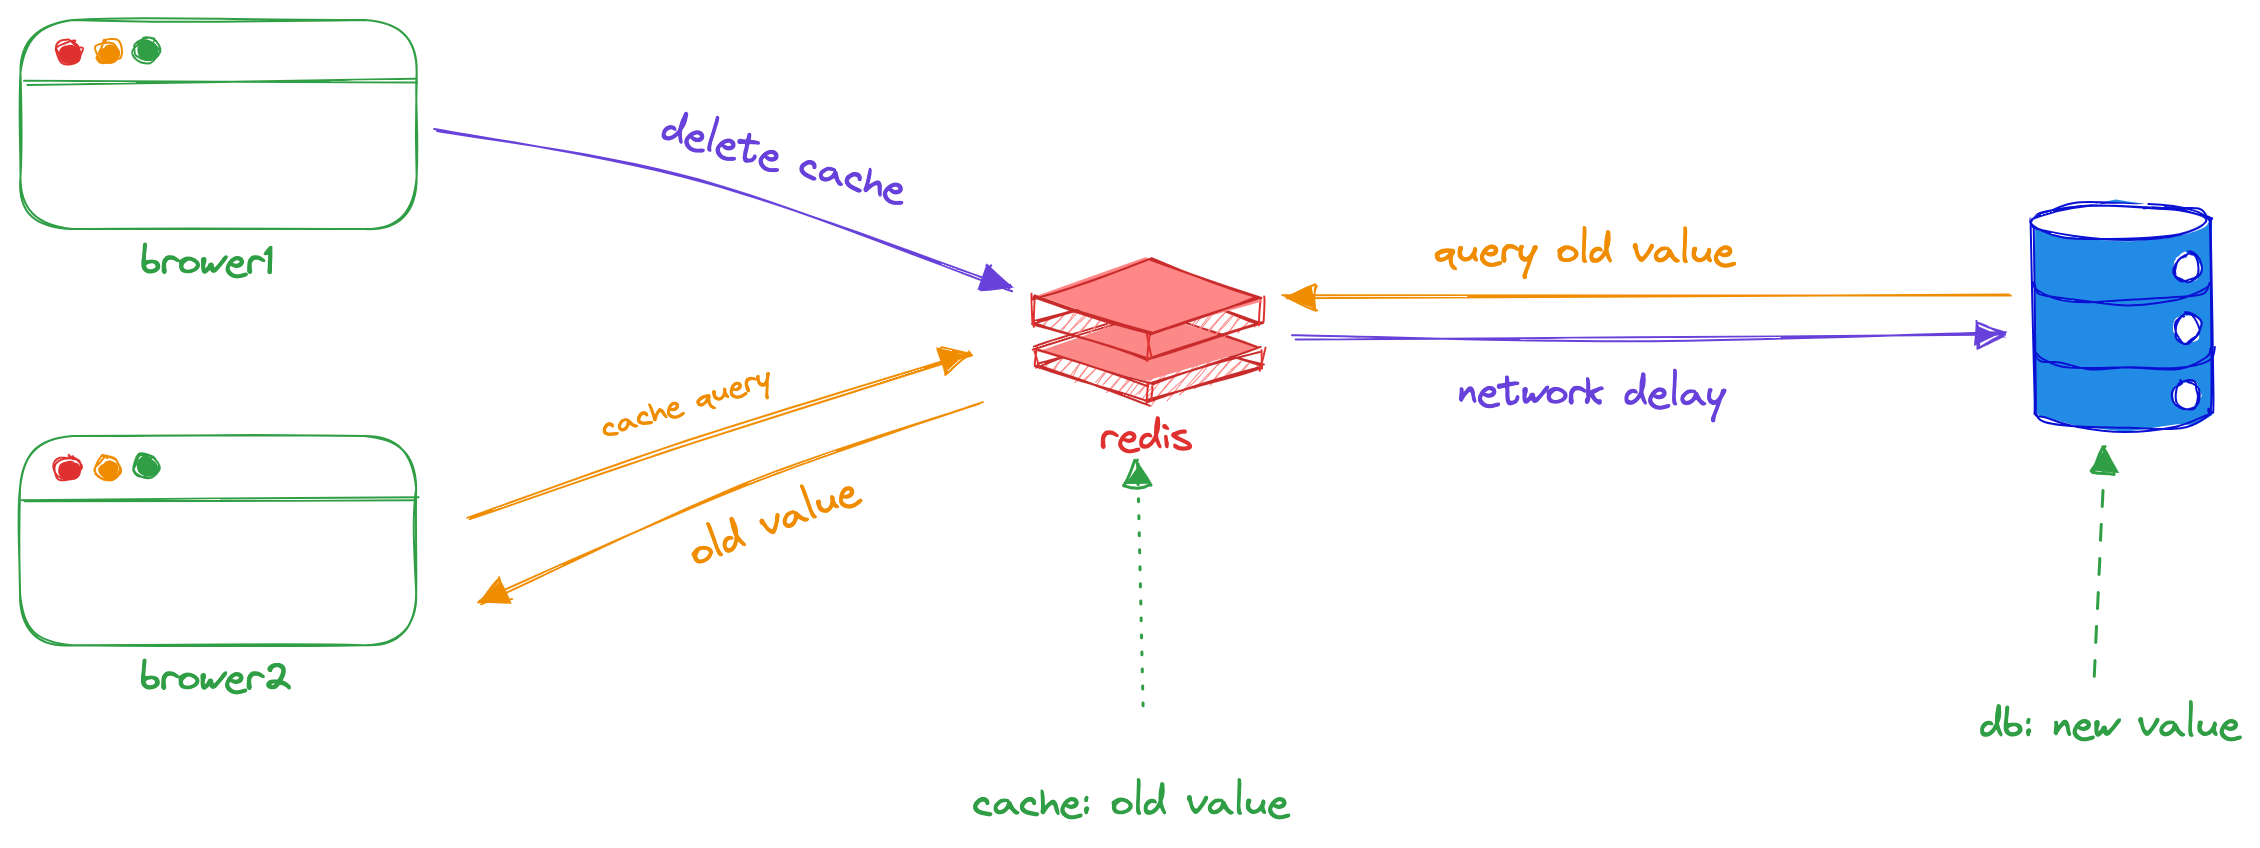 delete cache
brower1
query old value
cache query
network delay
redis
old value
brower2
db: new value
cache: old value